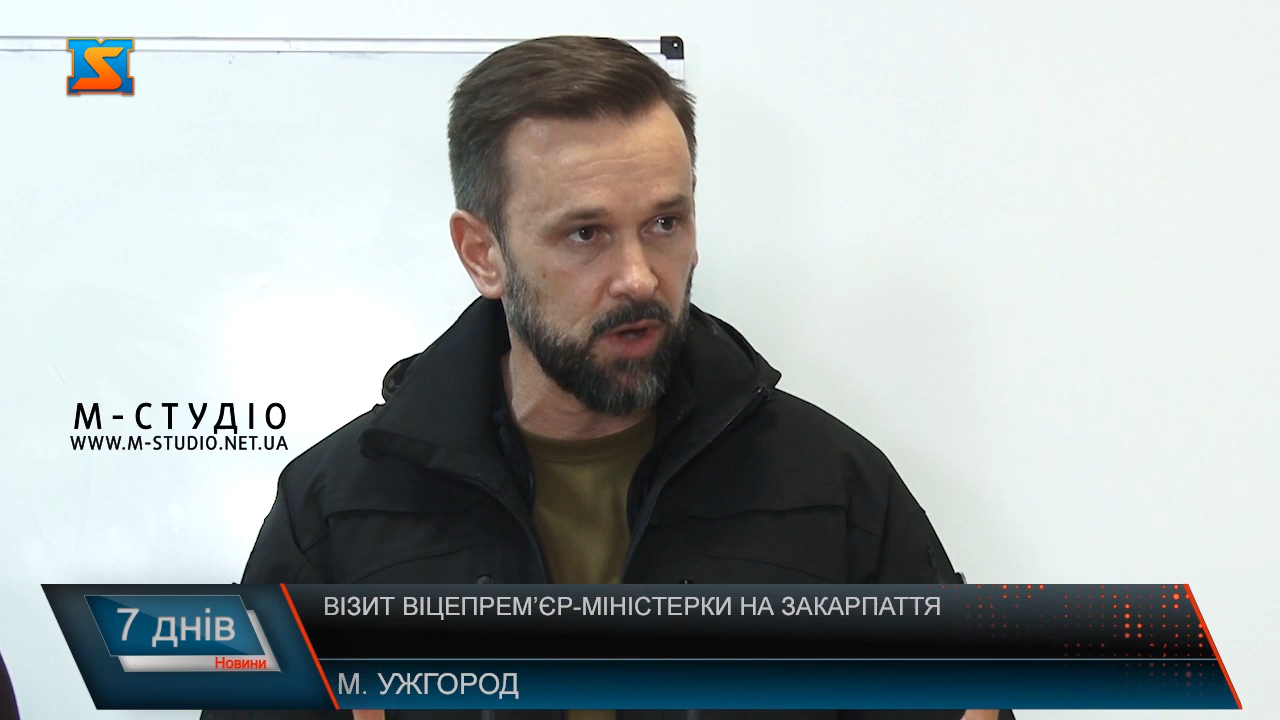 М-СТУДІО
WWW.M-STUDIO.NET.UA
7 днів
Новини
ВІЗИТ ВІЦЕПРЕМ’ЄР-МІНІСТЕРКИ НА ЗАКАРПАТТЯ
М. УЖГОРОД